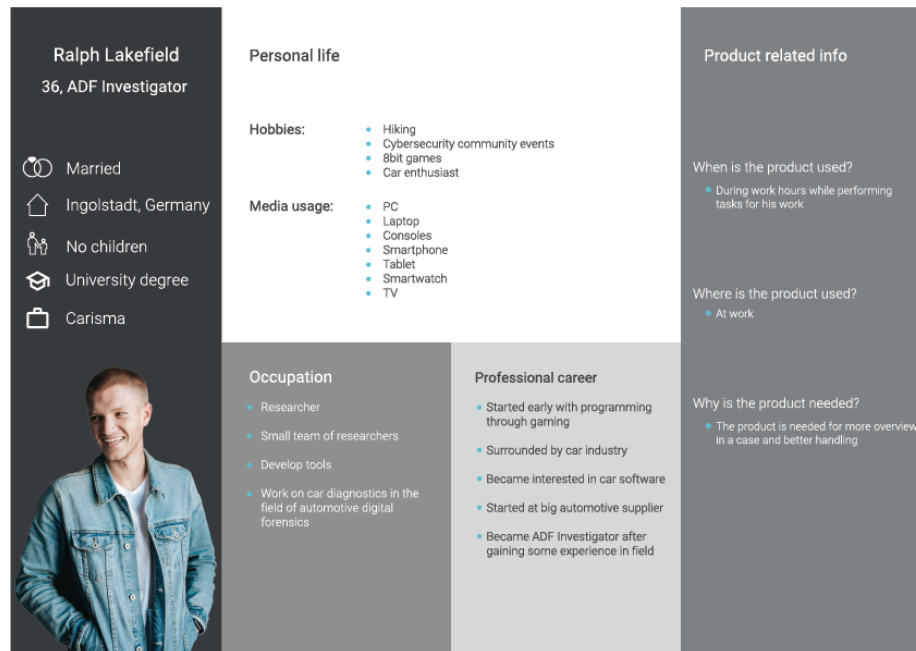 Ralph Lakefield
36, ADF Investigator
Married
Ingolstadt, Germany
No children
University degree
Carisma
Personal life
Hobbies:
Hiking
Cybersecurity community events
8bit games
Car enthusiast
Media usage:
PC
Laptop
Consoles
Smartphone
Tablet
Smartwatch
TV
Occupation
Researcher
Small team of researchers
Develop tools
Work on car diagnostics in the
field of automotive digital
forensics
Professional career
Started early with programming
through gaming
Surrounded by car industry
Became interested in car software
Started at big automotive supplier
Became ADF Investigator after
gaining some experience in field
Product related info
When is the product used?
During work hours while performing
tasks for his work
Where is the product used?
At work
Why is the product needed?
The product is needed for more overview
in a case and better handling